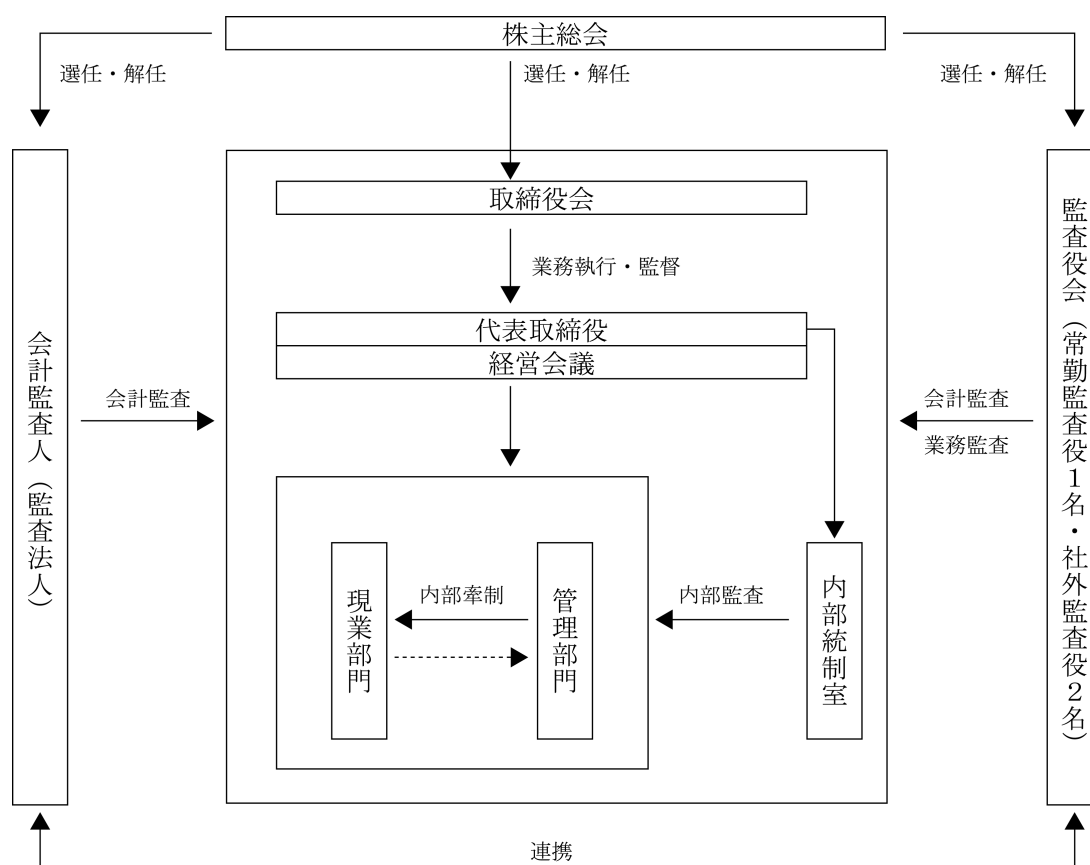 株主総会
選任・解任
選任・解任
選任・解任
取締役会
業務執行・監督
代表取締役
経営会議
会計監査人（監査法人）
会計監査
会計監査
業務監査
監査役会（常勤監査役1名・社外監査役2名）
現業部門
内部牽制
管理部門
内部監査
内部統制室
連携